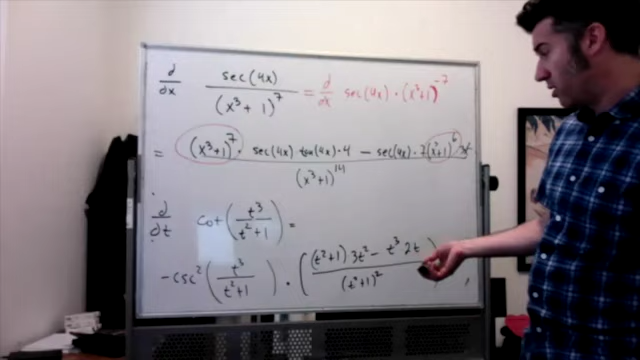 d/dx sec(4x)/(x³+1)⁷ = d/dx sec(4x)·(x³+1)⁻⁷
= (x³+1)⁷· sec(4x) tan(4x)·4 − sec(4x)·7(x³+1)⁶· / (x³+1)¹⁴
d/dt cot(t³/(t²+1)) =
−csc²(t³/(t²+1)) · ((t²+1) 3t² − t³ 2t/(t²+1)²)